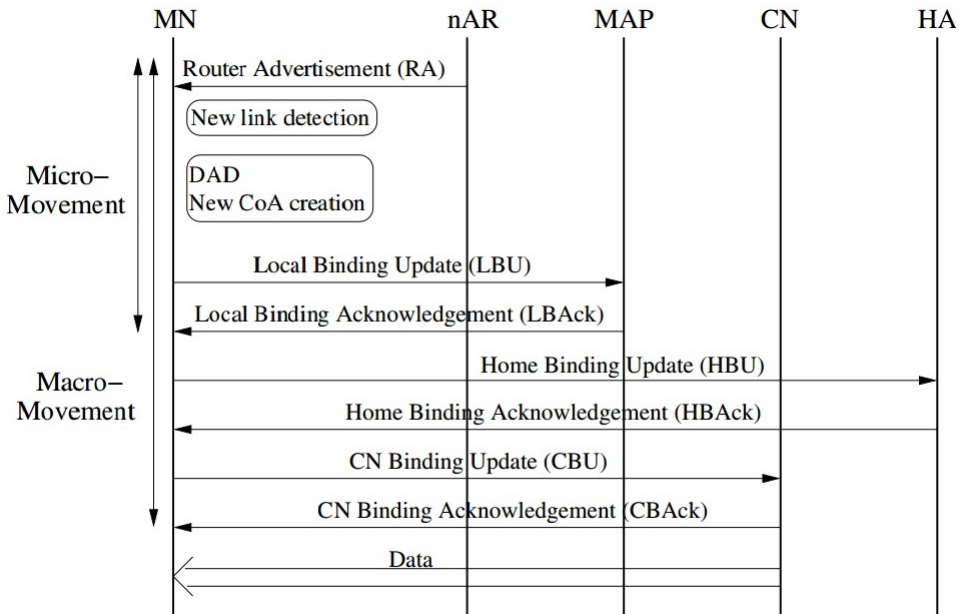 MN nAR MAP CN HA
Router Advertisement (RA)
New link detection
DAD
New CoA creation
Micro–
Movement
Local Binding Update (LBU)
Local Binding Acknowledgement (LBAck)
Home Binding Update (HBU)
Macro–
Movement
Home Binding Acknowledgement (HBAck)
CN Binding Update (CBU)
CN Binding Acknowledgement (CBAck)
Data